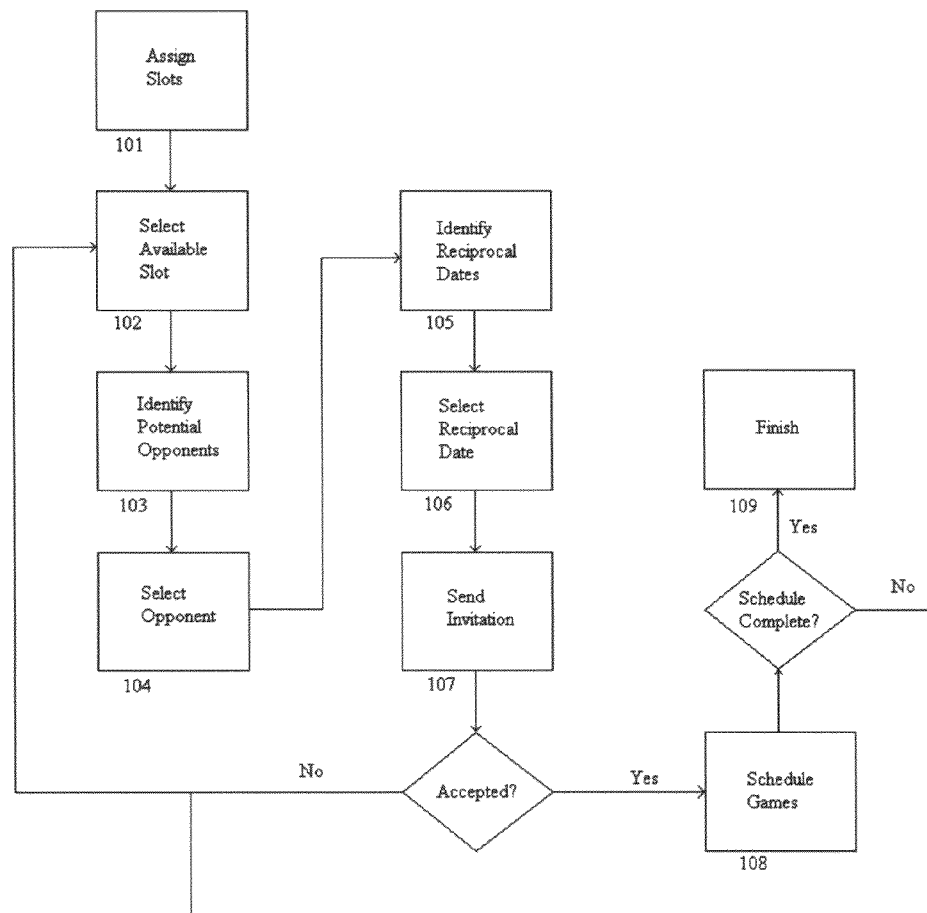 Assign
Slots
101
Select
Available
Slot
102
Identify
Potential
Opponents
103
Select
Opponent
104
Identify
Reciprocal
Dates
105
Select
Reciprocal
Date
106
Send
Invitation
107
Accepted?
No
Yes
Schedule
Games
108
Schedule
Complete?
No
Yes
Finish
109